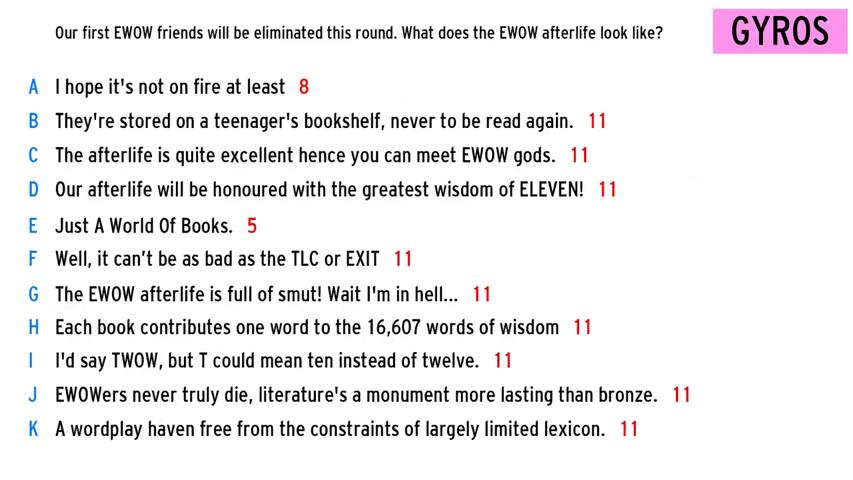 Our first EWOW friends will be eliminated this round. What does the EWOW afterlife look like?
GYROS
A I hope it's not on fire at least 8
B They're stored on a teenager's bookshelf, never to be read again. 11
C The afterlife is quite excellent hence you can meet EWOW gods. 11
D Our afterlife will be honoured with the greatest wisdom of ELEVEN! 11
E Just A World Of Books. 5
F Well, it can’t be as bad as the TLC or EXIT 11
G The EWOW afterlife is full of smut! Wait I'm in hell... 11
H Each book contributes one word to the 16,607 words of wisdom 11
I I'd say TWOW, but T could mean ten instead of twelve. 11
J EWOWers never truly die, literature's a monument more lasting than bronze. 11
K A wordplay haven free from the constraints of largely limited lexicon. 11